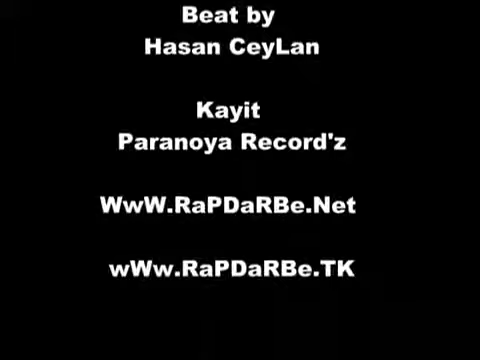 Beat by
Hasan CeyLan
Kayit
Paranoya Record'z
WwW.RaPDaRBe.Net
wWw.RaPDaRBe.TK